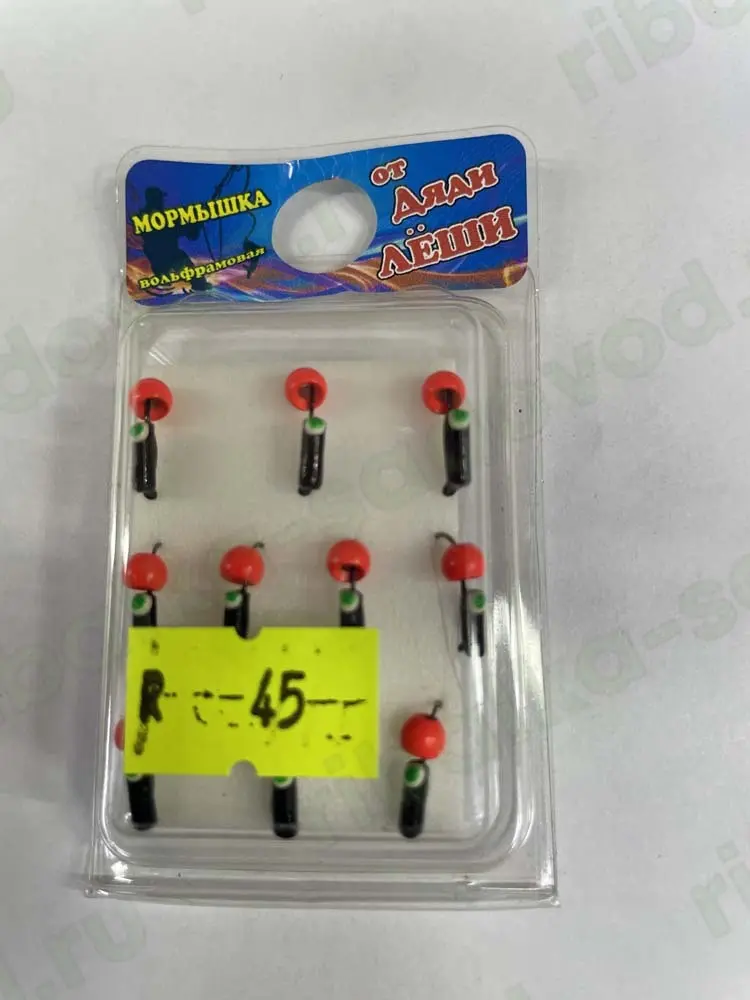 МОРМЫШКА
вольфрамовая
от
Дяди
Лёши
R 45